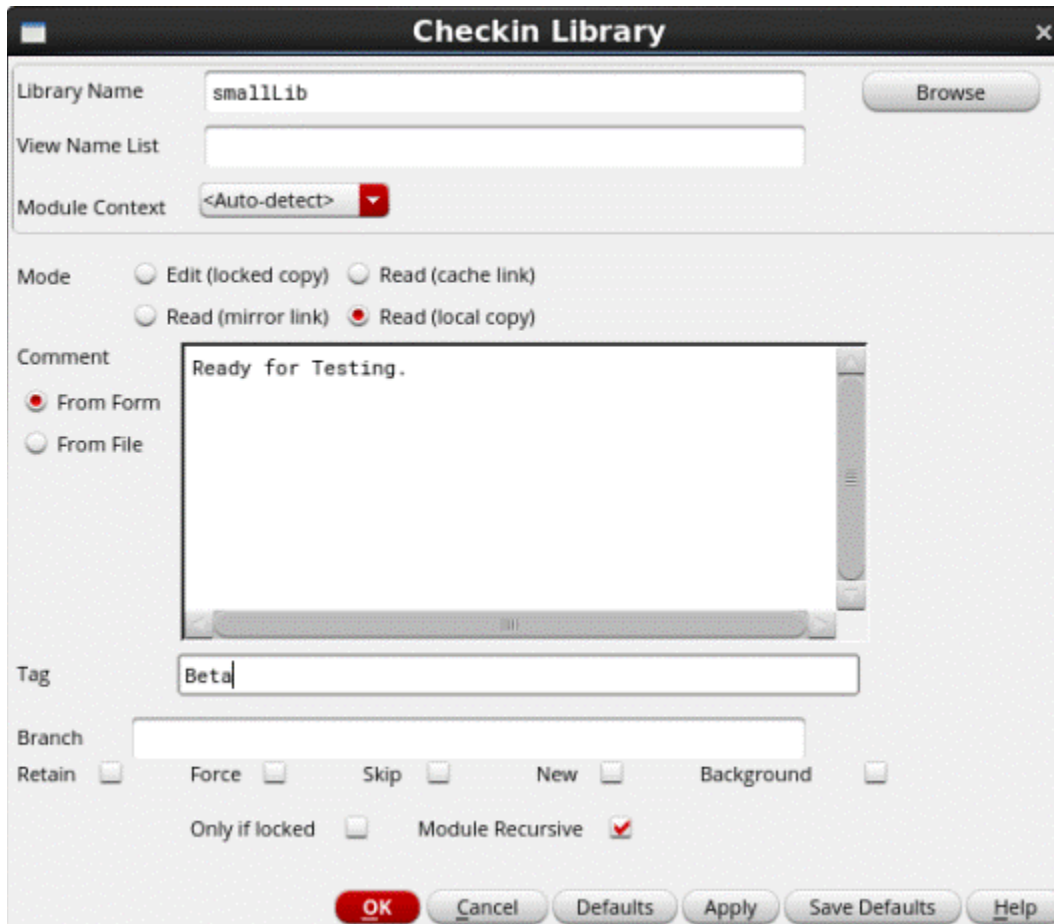 Checkin Library
Library Name smallLib Browse
View Name List
Module Context <Auto-detect>
Mode Edit (locked copy) Read (cache link)
Read (mirror link) Read (local copy)
Comment Ready for Testing.
From Form
From File
Tag Beta
Branch
Retain Force Skip New Background
Only if locked Module Recursive
OK Cancel Defaults Apply Save Defaults Help